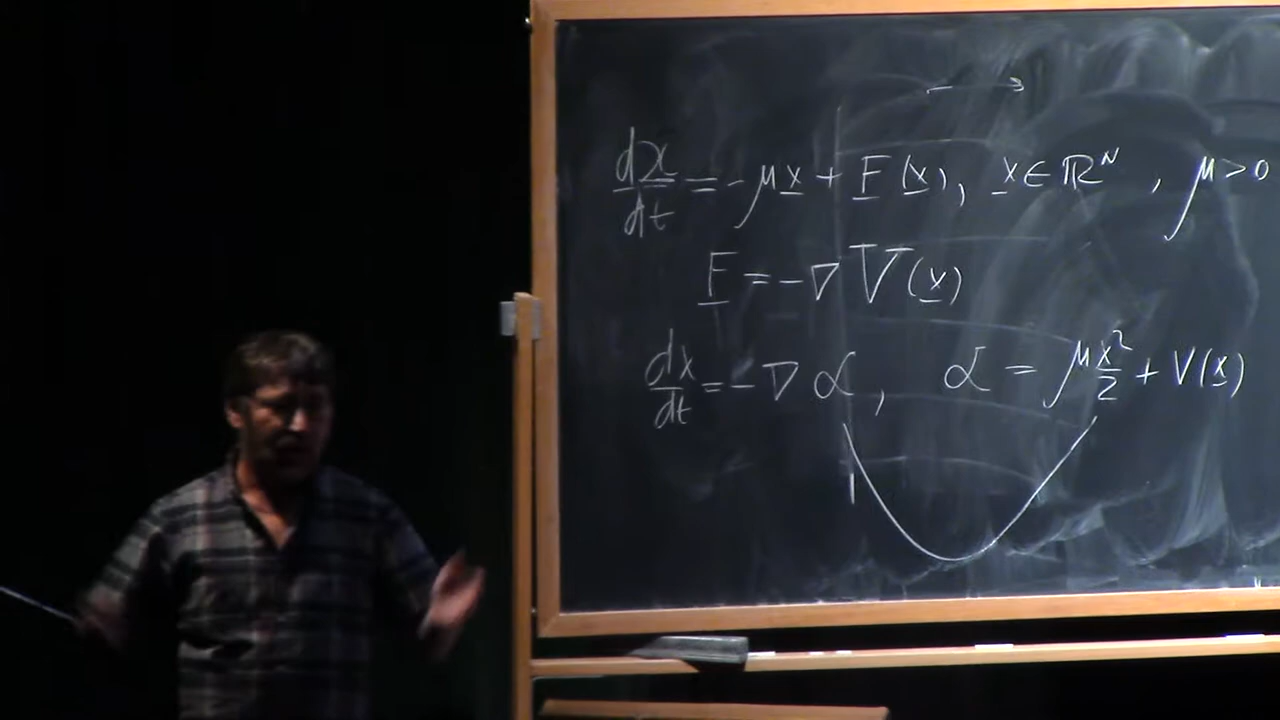 dx/dt = -μx + F(x), x ∈ ℝᴺ, μ>0
F = -∇V(x)
dx/dt = -∇ℒ, ℒ = μx²/2 + V(x)